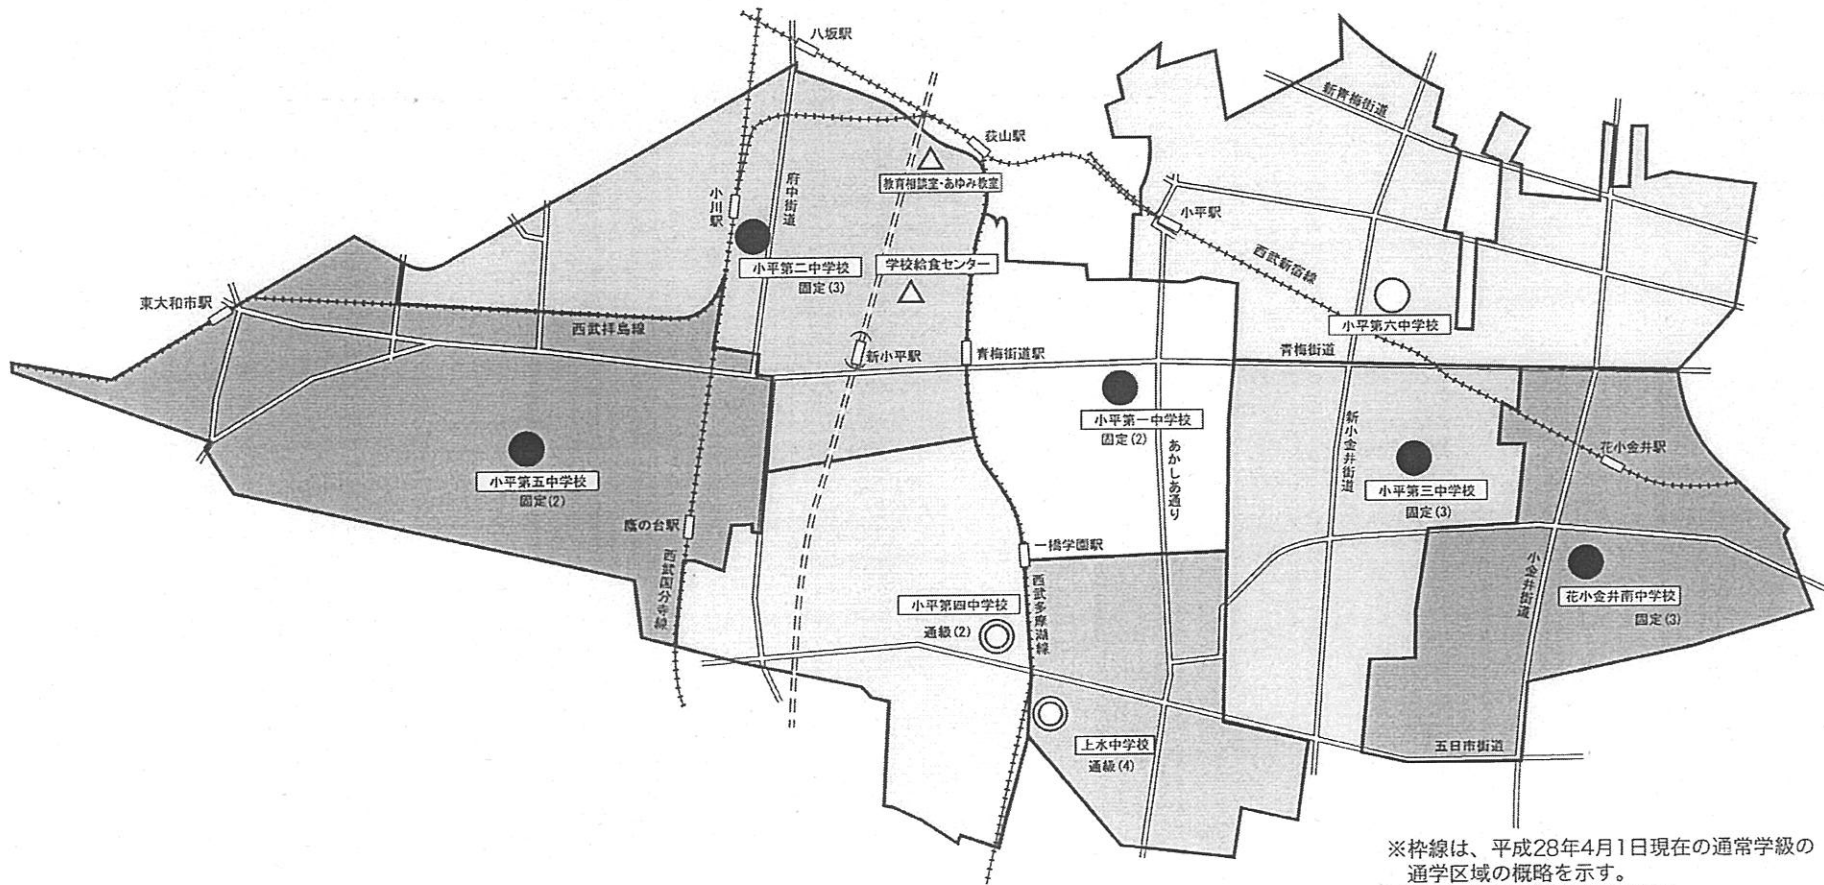 八坂駅
新青梅街道
萩山駅
教育相談室・あゆみ教室
府中街道
小川駅
小平駅
小平第二中学校
固定(3)
学校給食センター
西武新宿線
東大和市駅
西武拝島線
小平第六中学校
新小平駅
青梅街道駅
青梅街道
小平第一中学校
固定(2)
あかしあ通り
新小金井街道
花小金井駅
小平第五中学校
固定(2)
小平第三中学校
固定(3)
鷹の台駅
一橋学園駅
西武国分寺線
西武多摩湖線
小金井街道
花小金井南中学校
固定(3)
小平第四中学校
通級(2)
上水中学校
通級(4)
五日市街道
※枠線は、平成28年4月1日現在の通常学級の
通学区域の概略を示す。